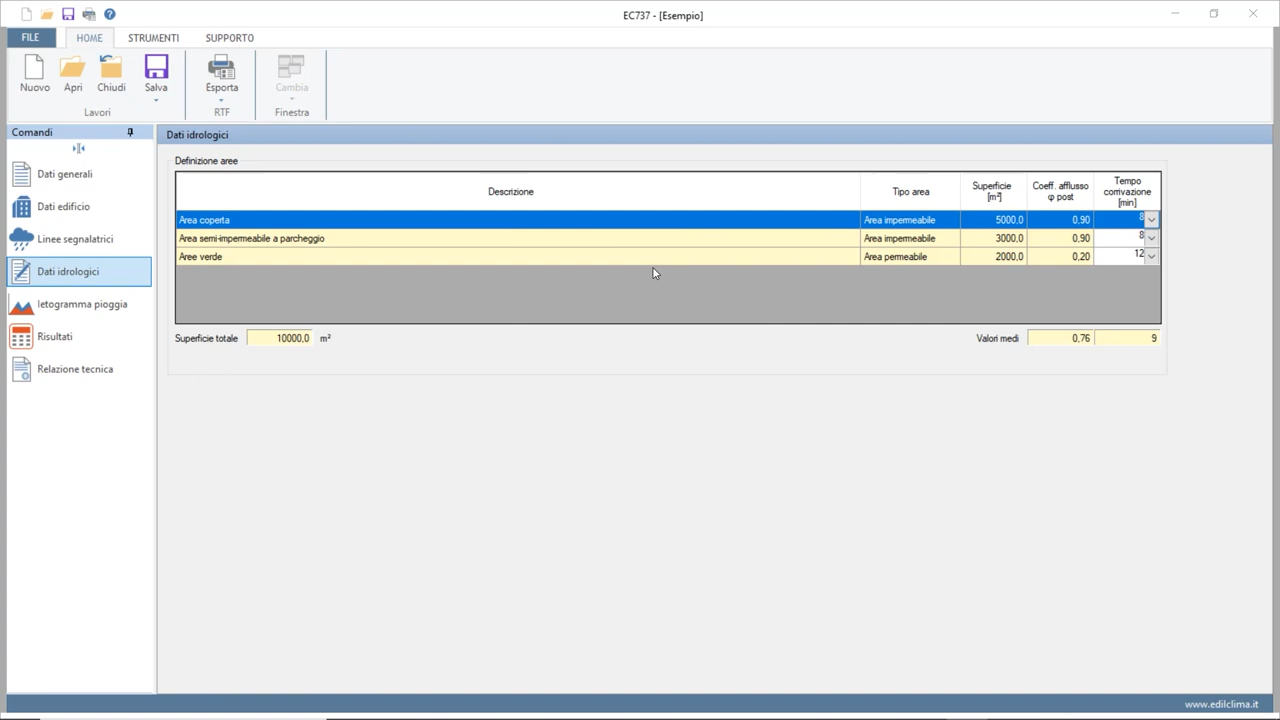 EC737 - [Esempio]
FILE HOME STRUMENTI SUPPORTO
Nuovo Apri Chiudi Salva Esporta Cambia
Lavori RTF Finestra
Comandi
Dati generali
Dati edificio
Linee segnalatrici
Dati idrologici
Ietogramma pioggia
Risultati
Relazione tecnica
Dati idrologici
Definizione aree
Descrizione Tipo area Superficie [m²] Coeff. afflusso φ post Tempo corrivazione [min]
Area coperta Area impermeabile 5000,0 0,90 8
Area semi-impermeabile a parcheggio Area impermeabile 3000,0 0,90 8
Aree verde Area permeabile 2000,0 0,20 12
Superficie totale 10000,0 m² Valori medi 0,76 9
www.edilclima.it